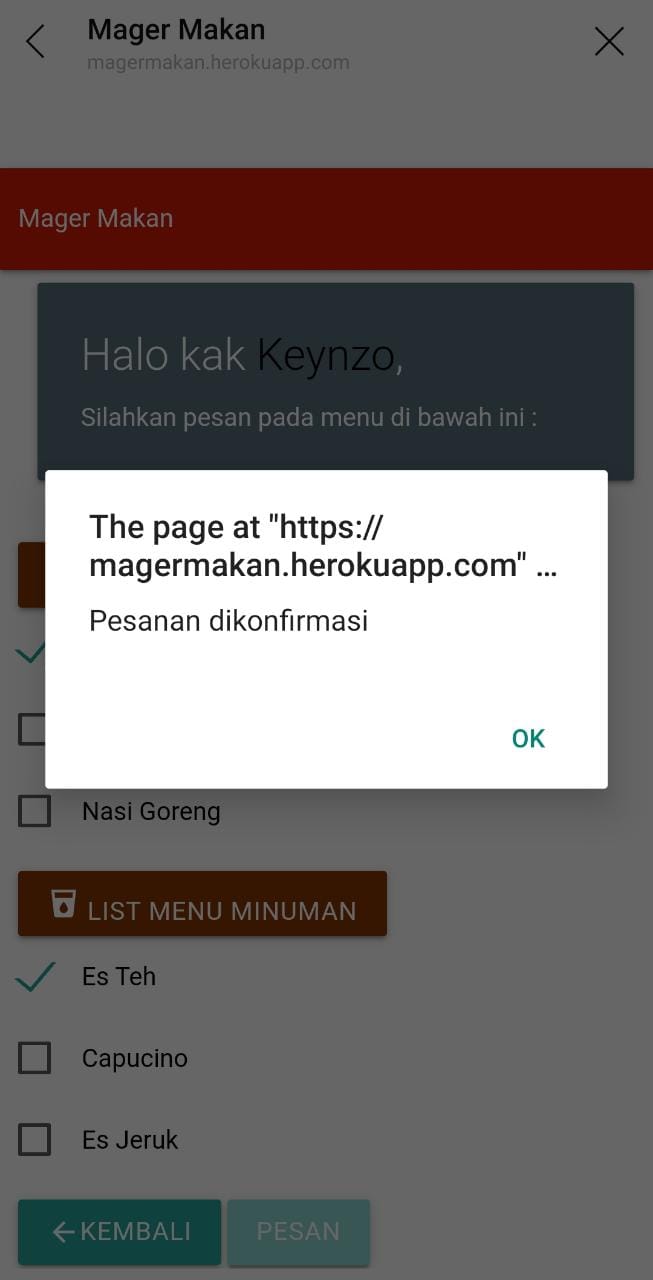 Mager Makan
magermakan.herokuapp.com
Mager Makan
Halo kak Keynzo,
Silahkan pesan pada menu di bawah ini :
The page at "https://
magermakan.herokuapp.com" ...
Pesanan dikonfirmasi
OK
Nasi Goreng
LIST MENU MINUMAN
Es Teh
Capucino
Es Jeruk
KEMBALI PESAN